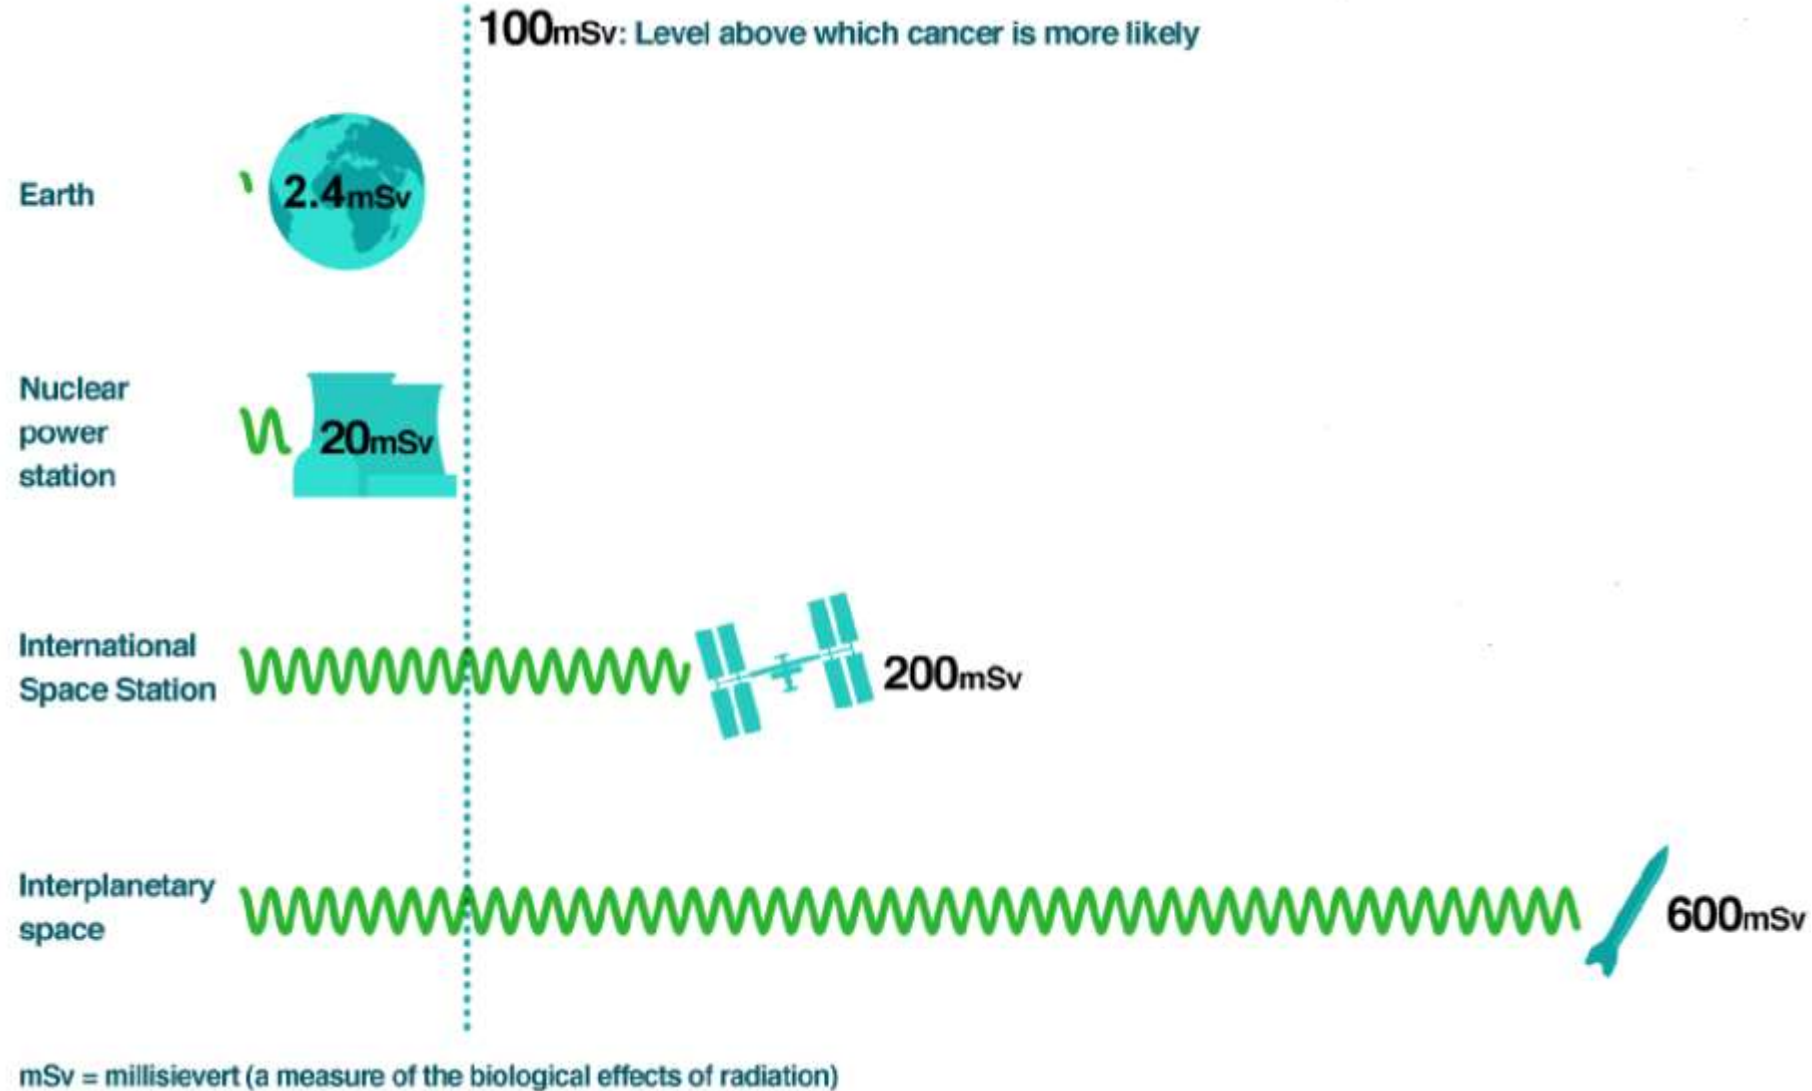 100mSv: Level above which cancer is more likely
Earth
2.4mSv
Nuclear
power
station
20mSv
International
Space Station
200mSv
Interplanetary
space
600mSv
mSv = millisievert (a measure of the biological effects of radiation)